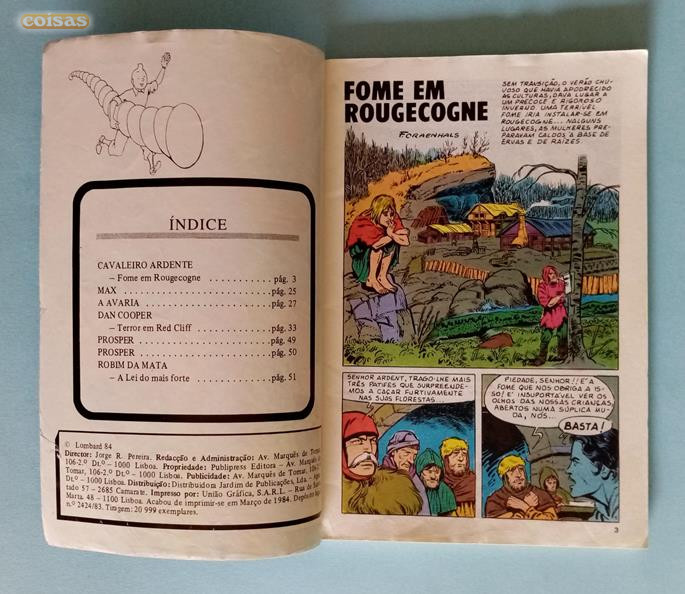 coisas
ÍNDICE
CAVALEIRO ARDENTE
– Fome em Rougecogne . . . . . . . . . . . pág. 3
MAX . . . . . . . . . . . . . . . . . . . . . . pág. 25
A AVARIA . . . . . . . . . . . . . . . . . . . pág. 27
DAN COOPER
– Terror em Red Cliff . . . . . . . . . . . . pág. 33
PROSPER . . . . . . . . . . . . . . . . . . . . pág. 49
PROSPER . . . . . . . . . . . . . . . . . . . . pág. 50
ROBIM DA MATA
– A Lei do mais forte . . . . . . . . . . . . pág. 51
© Lombard 84
Director: Jorge R. Pereira. Redacção e Administração: Av. Marquês de Tomar,
106-2.º Dt.º – 1000 Lisboa. Propriedade: Publipress Editora – Av. Marquês de
Tomar, 106-2.º Dt.º – 1000 Lisboa. Publicidade: Av. Marquês de Tomar, 106-2.º
Dt.º – 1000 Lisboa. Distribuição: Distribuidora Jardim de Publicações, Lda. –
tado 57 – 2685 Camarate. Impresso por: União Gráfica, S.A.R.L. – Rua de Santa
Marta, 48 – 1100 Lisboa. Acabou de imprimir-se em Março de 1984. Depósito
n.º 2424/83. Tiragem: 20 999 exemplares.
FOME EM
ROUGECOGNE
SEM TRANSIÇÃO, O VERÃO CHU-
VOSO QUE HAVIA APODRECIDO
AS CULTURAS, DAVA LUGAR A
UM PRECOCE E RIGOROSO
INVERNO. UMA TERRÍVEL
FOME IRIA INSTALAR-SE EM
ROUGECOGNE... NALGUNS
LUGARES, AS MULHERES PRE-
PARAVAM CALDOS À BASE DE
ERVAS E DE RAÍZES.
SENHOR ARDENT, TRAGO-LHE MAIS
TRÊS PATIFES QUE SURPREENDE-
MOS A CAÇAR FURTIVAMENTE
NAS SUAS FLORESTAS...
PIEDADE, SENHOR!! É A
FOME QUE NOS OBRIGA A IS-
SO! É INSUPORTÁVEL VER OS
OLHOS DAS NOSSAS CRIANÇAS,
ABERTOS NUMA SÚPLICA MU-
DA, NÓS...
BASTA!
3